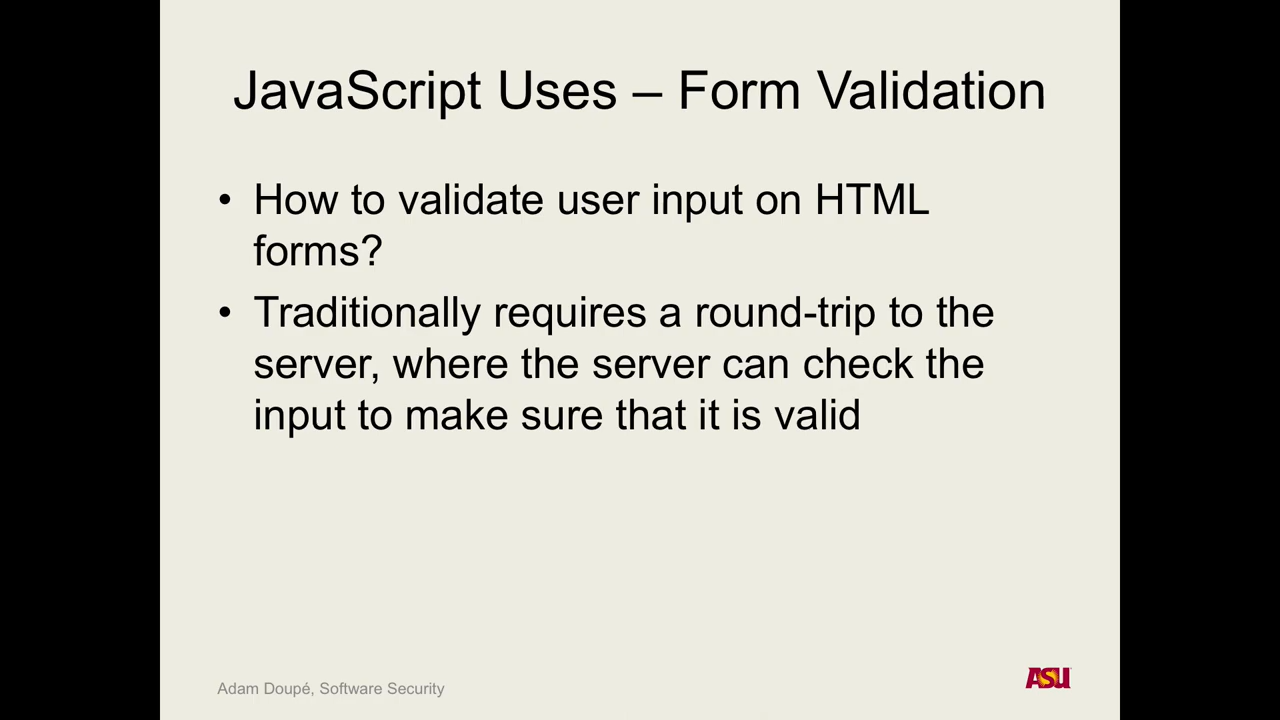 JavaScript Uses – Form Validation
• How to validate user input on HTML
forms?
• Traditionally requires a round-trip to the
server, where the server can check the
input to make sure that it is valid
Adam Doupé, Software Security
ASU